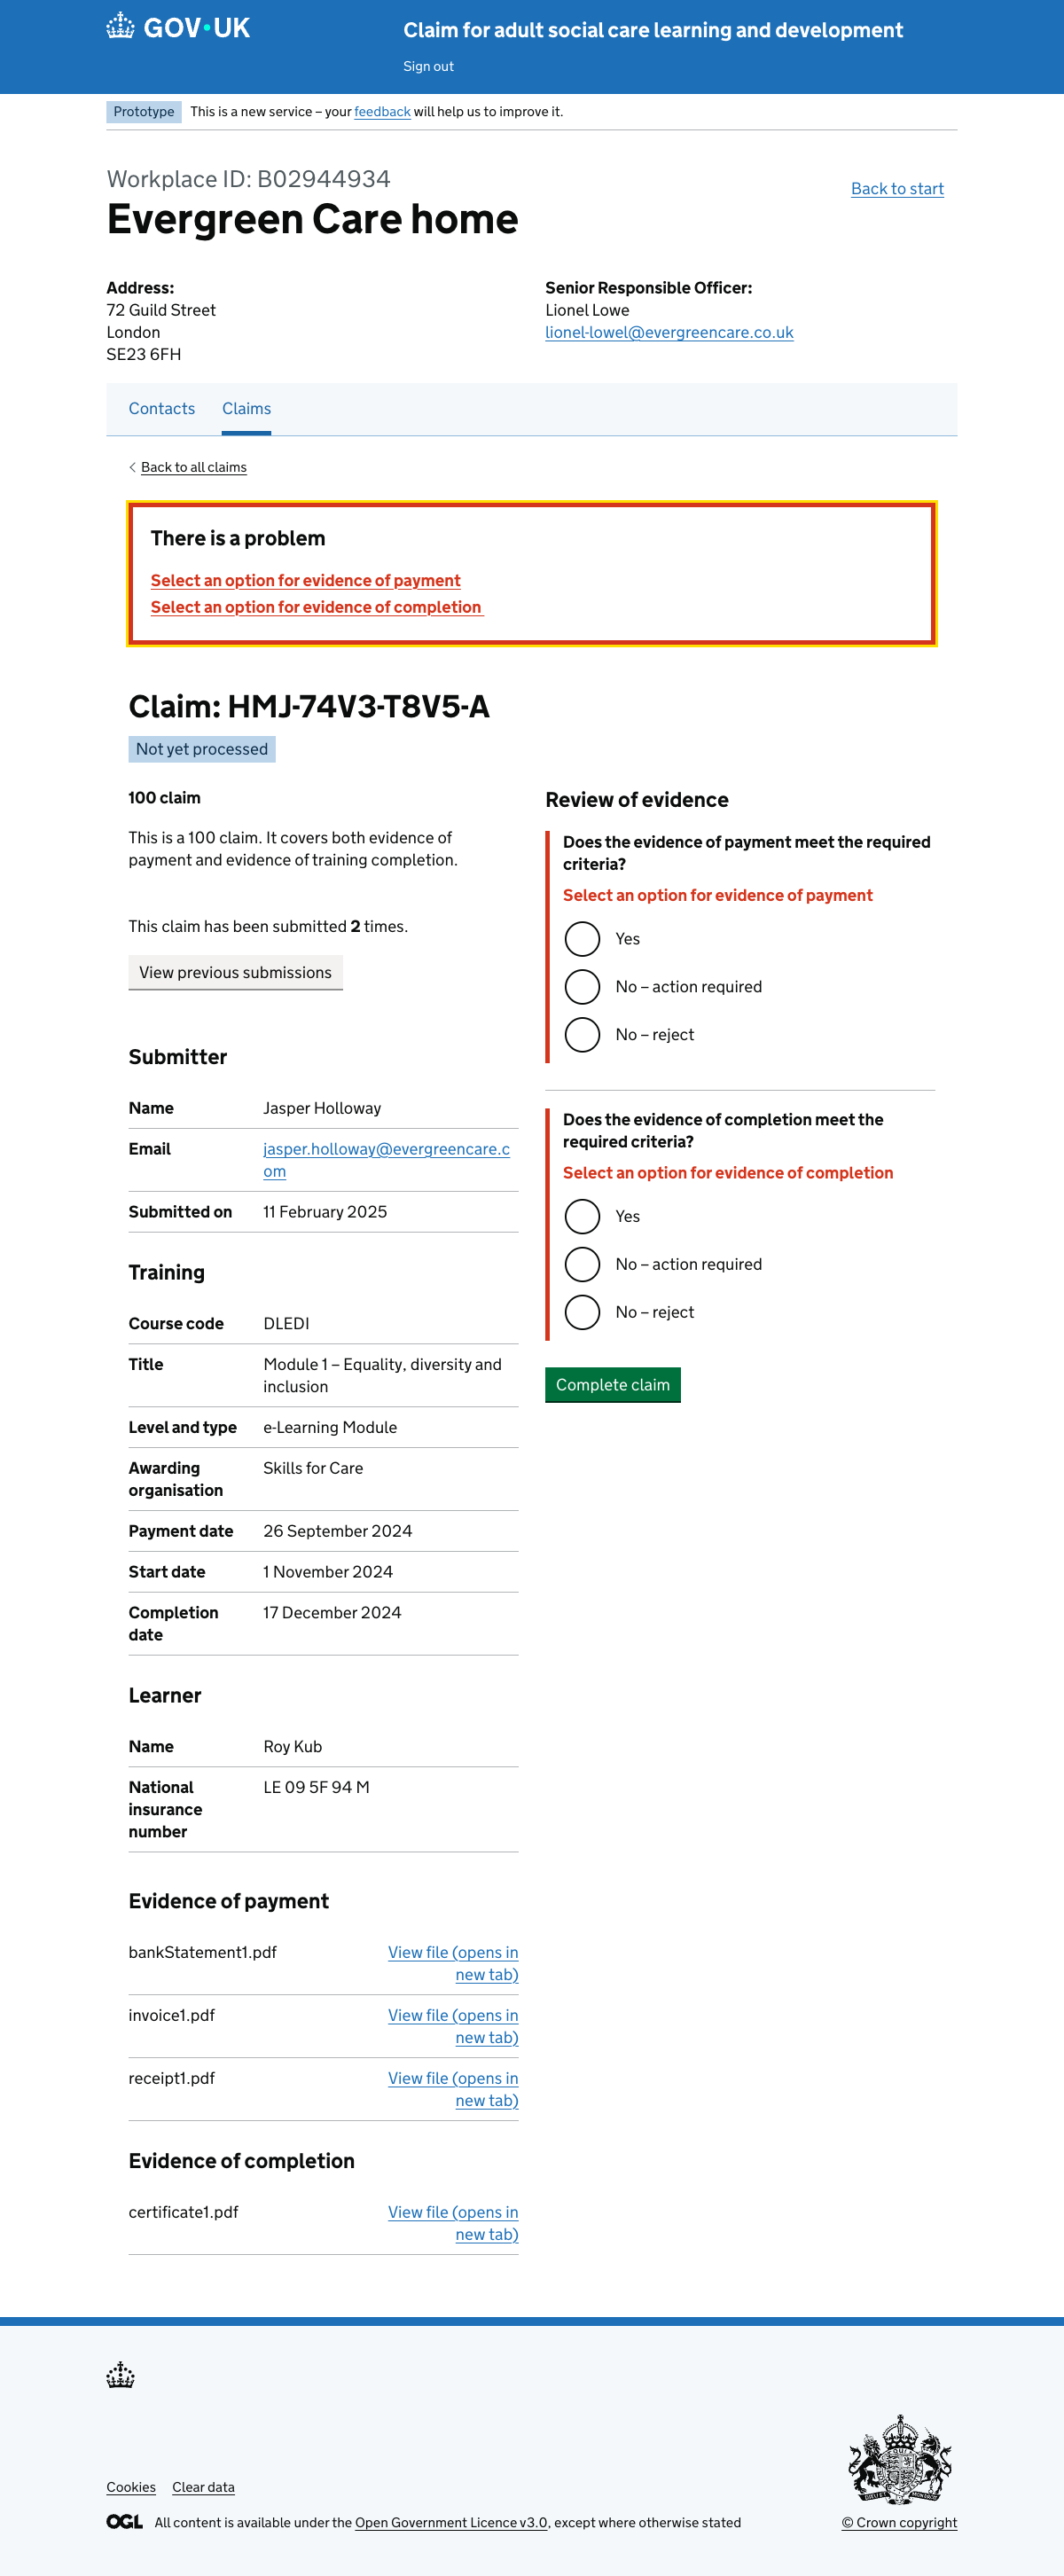 GOV•UK
Claim for adult social care learning and development
Sign out
Prototype This is a new service – your feedback will help us to improve it.
Workplace ID: B02944934
Back to start
Evergreen Care home
Address:
72 Guild Street
London
SE23 6FH
Senior Responsible Officer:
Lionel Lowe
lionel-lowel@evergreencare.co.uk
Contacts Claims
Back to all claims
There is a problem
Select an option for evidence of payment
Select an option for evidence of completion
Claim: HMJ-74V3-T8V5-A
Not yet processed
100 claim
This is a 100 claim. It covers both evidence of
payment and evidence of training completion.
This claim has been submitted 2 times.
View previous submissions
Submitter
Name Jasper Holloway
Email jasper.holloway@evergreencare.c
om
Submitted on 11 February 2025
Training
Course code DLEDI
Title Module 1 – Equality, diversity and
inclusion
Level and type e-Learning Module
Awarding Skills for Care
organisation
Payment date 26 September 2024
Start date 1 November 2024
Completion 17 December 2024
date
Learner
Name Roy Kub
National LE 09 5F 94 M
insurance
number
Evidence of payment
bankStatement1.pdf View file (opens in
new tab)
invoice1.pdf View file (opens in
new tab)
receipt1.pdf View file (opens in
new tab)
Evidence of completion
certificate1.pdf View file (opens in
new tab)
Review of evidence
Does the evidence of payment meet the required
criteria?
Select an option for evidence of payment
Yes
No – action required
No – reject
Does the evidence of completion meet the
required criteria?
Select an option for evidence of completion
Yes
No – action required
No – reject
Complete claim
Cookies Clear data
OGL All content is available under the Open Government Licence v3.0, except where otherwise stated
© Crown copyright